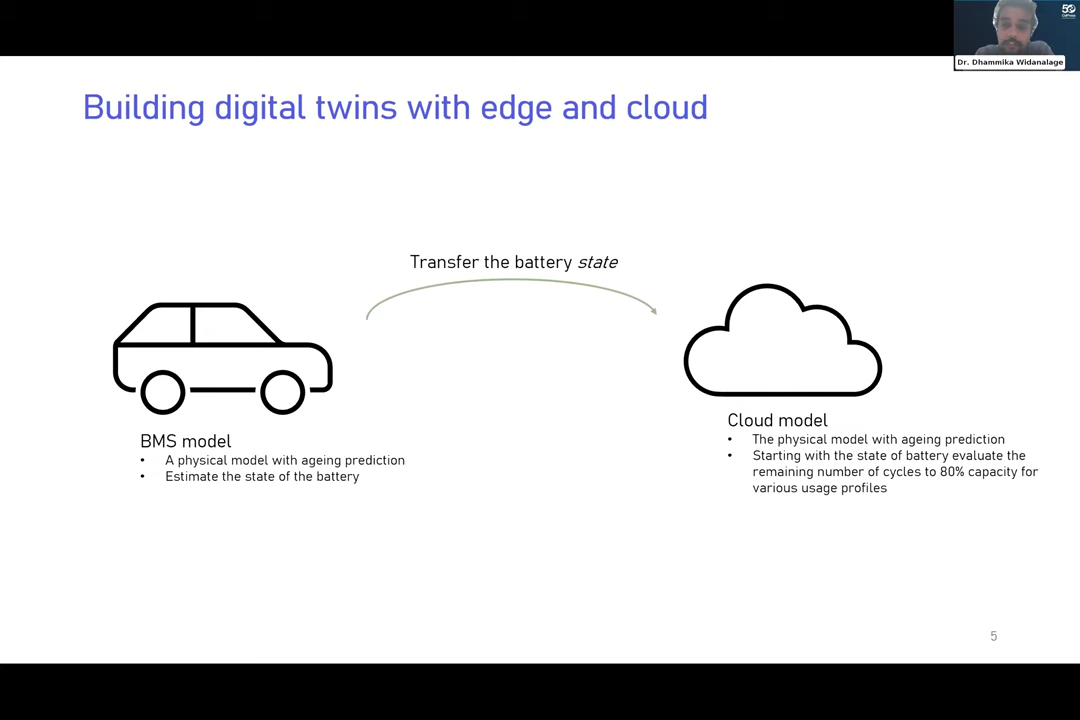 50
Dr. Dhammika Widanalage
Building digital twins with edge and cloud
Transfer the battery state
BMS model
• A physical model with ageing prediction
• Estimate the state of the battery
Cloud model
• The physical model with ageing prediction
• Starting with the state of battery evaluate the
remaining number of cycles to 80% capacity for
various usage profiles
5